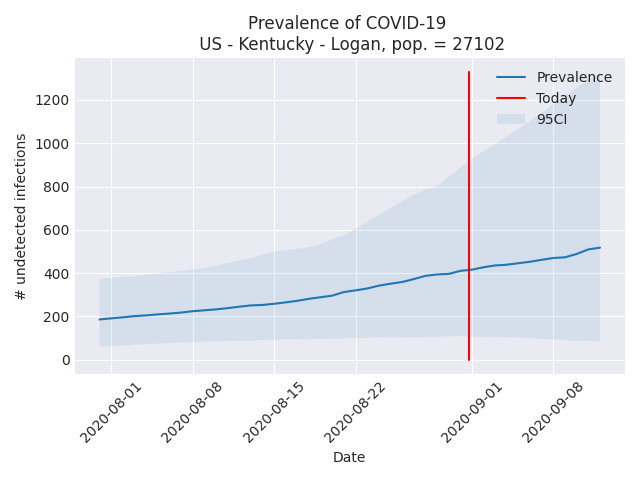 Prevalence of COVID-19
US - Kentucky - Logan, pop. = 27102
Prevalence
Today
95CI
# undetected infections
1200
1000
800
600
400
200
0
2020-08-01
2020-08-08
2020-08-15
2020-08-22
2020-09-01
2020-09-08
Date